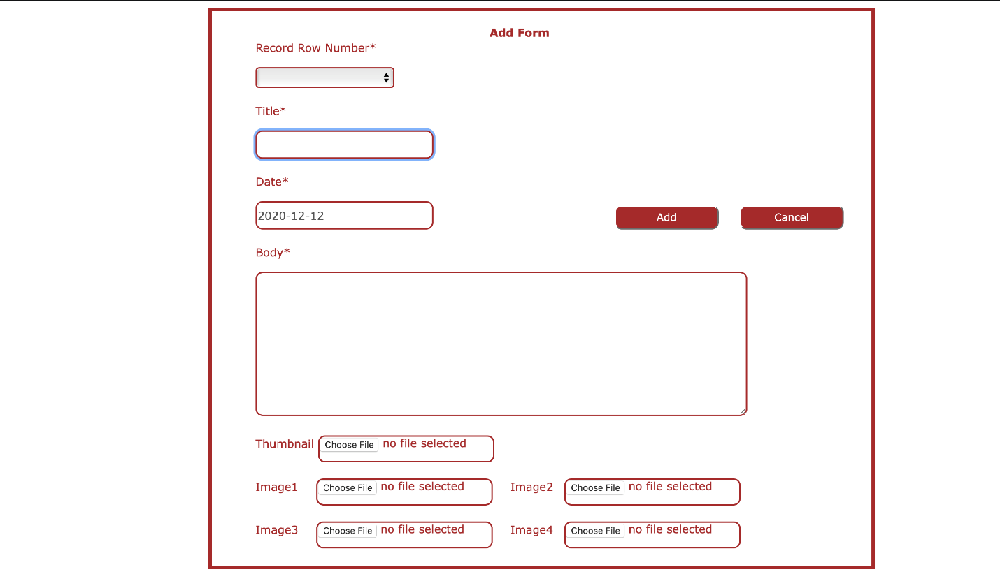 Add Form
Record Row Number*
Title*
Date*
2020-12-12
Add Cancel
Body*
Thumbnail Choose File no file selected
Image1 Choose File no file selected Image2 Choose File no file selected
Image3 Choose File no file selected Image4 Choose File no file selected